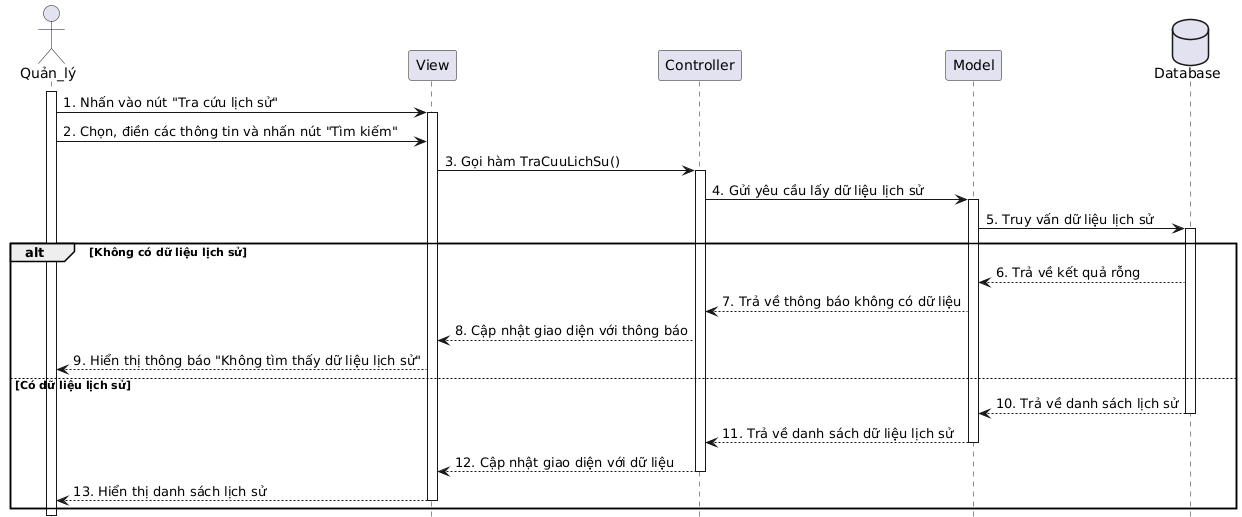 Quản_lý
View
Controller
Model
Database
1. Nhấn vào nút "Tra cứu lịch sử"
2. Chọn, điền các thông tin và nhấn nút "Tìm kiếm"
3. Gọi hàm TraCuuLichSu()
4. Gửi yêu cầu lấy dữ liệu lịch sử
5. Truy vấn dữ liệu lịch sử
alt [Không có dữ liệu lịch sử]
6. Trả về kết quả rỗng
7. Trả về thông báo không có dữ liệu
8. Cập nhật giao diện với thông báo
9. Hiển thị thông báo "Không tìm thấy dữ liệu lịch sử"
[Có dữ liệu lịch sử]
10. Trả về danh sách lịch sử
11. Trả về danh sách dữ liệu lịch sử
12. Cập nhật giao diện với dữ liệu
13. Hiển thị danh sách lịch sử